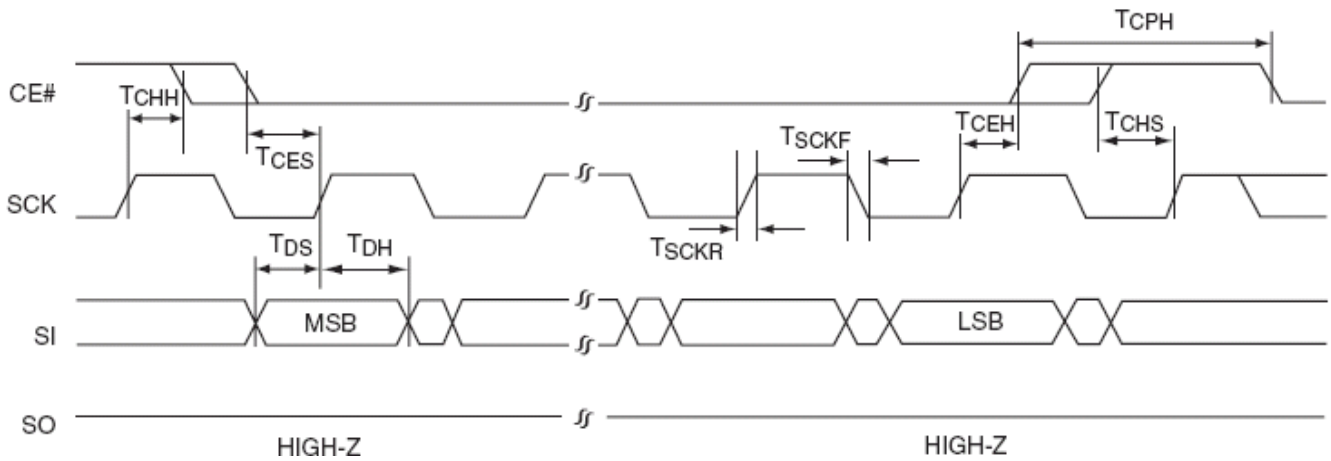 TCPH
CE#
TCHH
TCES
TSCKF
TCEH
TCHS
SCK
TDS
TDH
TSCKR
SI
MSB
LSB
SO
HIGH-Z
HIGH-Z